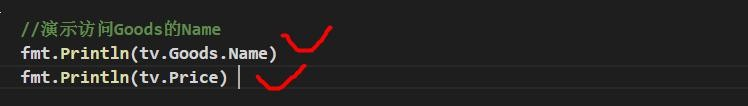 //演示访问Goods的Name
fmt.Println(tv.Goods.Name)
fmt.Println(tv.Price)